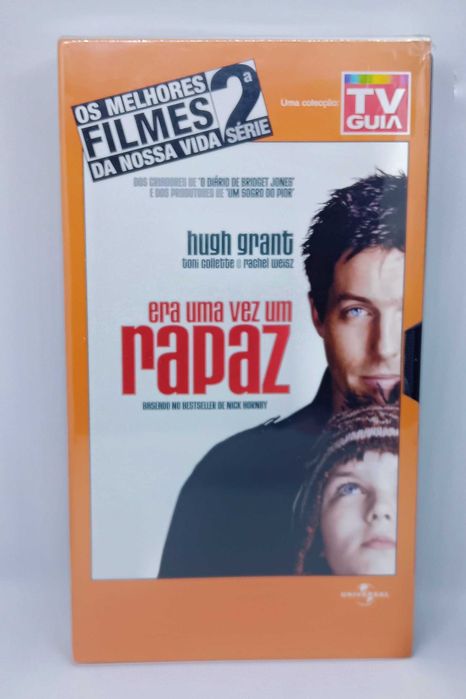 OS MELHORES
FILMES
DA NOSSA VIDA
2ª
SÉRIE
Uma colecção:
TV
GUIA
DOS CRIADORES DE 'O DIÁRIO DE BRIDGET JONES'
E DOS PRODUTORES DE 'UM SOGRO DO PIOR'
hugh grant
toni collette e rachel weisz
era uma vez um
rapaz
BASEADO NO BESTSELLER DE NICK HORNBY
UNIVERSAL